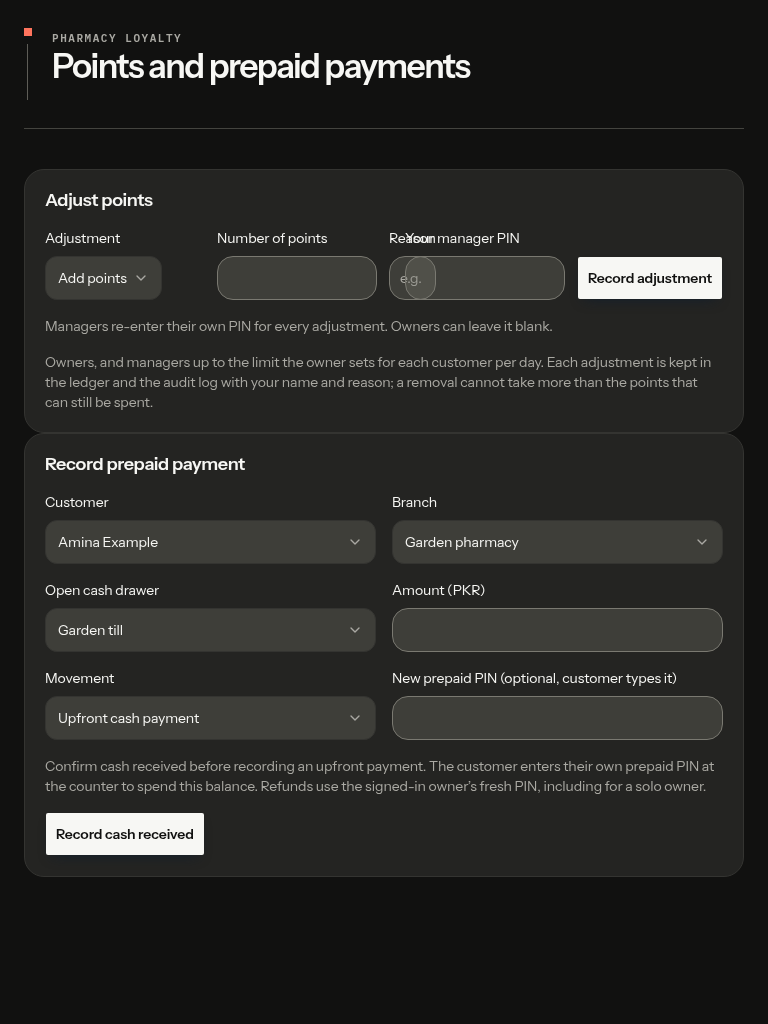 PHARMACY LOYALTY
Points and prepaid payments
Adjust points
Adjustment
Number of points
Reason
Your manager PIN
Add points
e.g.
Record adjustment
Managers re-enter their own PIN for every adjustment. Owners can leave it blank.
Owners, and managers up to the limit the owner sets for each customer per day. Each adjustment is kept in
the ledger and the audit log with your name and reason; a removal cannot take more than the points that
can still be spent.
Record prepaid payment
Customer
Branch
Amina Example
Garden pharmacy
Open cash drawer
Amount (PKR)
Garden till
Movement
New prepaid PIN (optional, customer types it)
Upfront cash payment
Confirm cash received before recording an upfront payment. The customer enters their own prepaid PIN at
the counter to spend this balance. Refunds use the signed-in owner's fresh PIN, including for a solo owner.
Record cash received